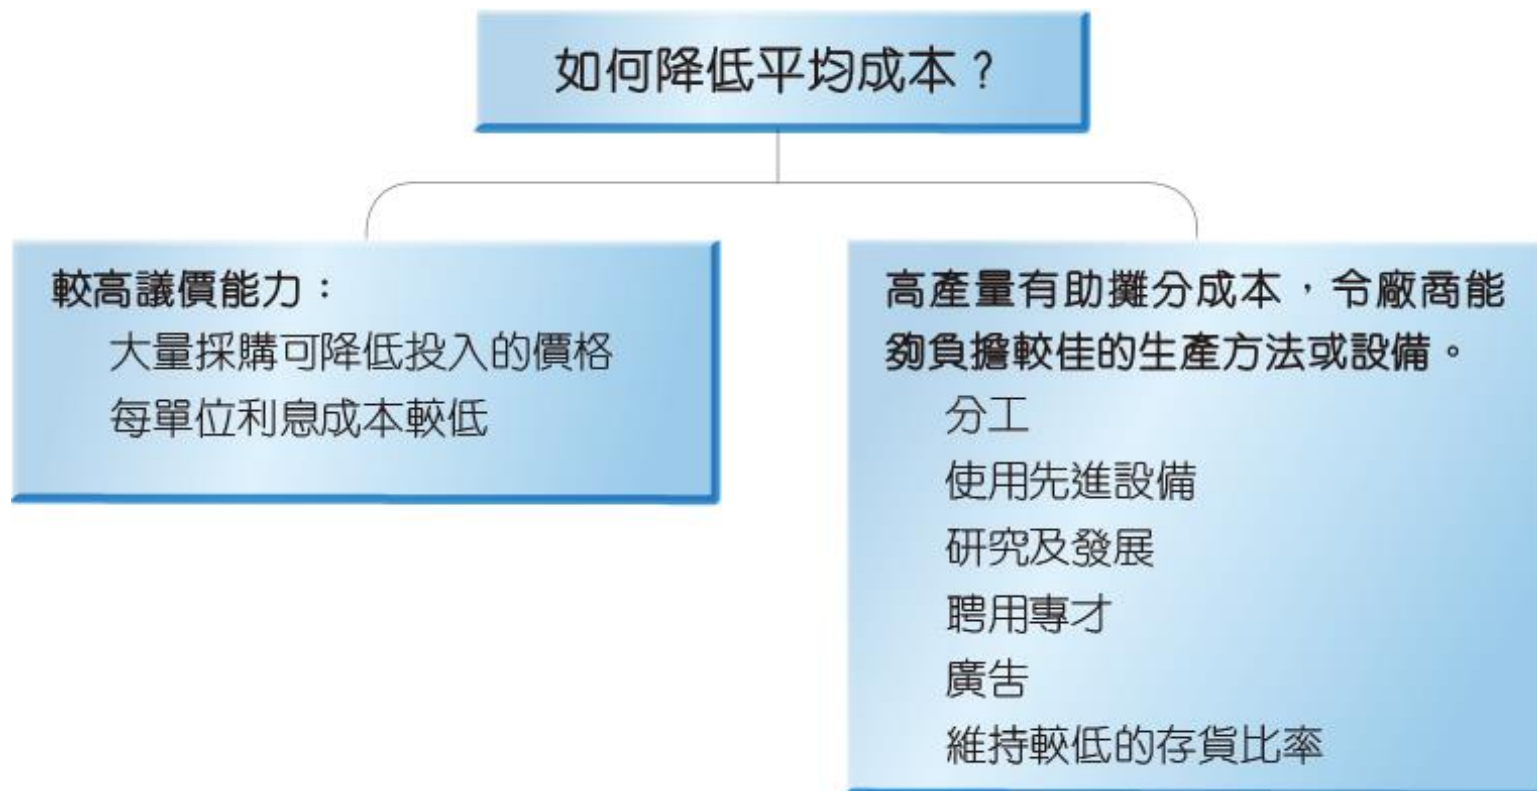 如何降低平均成本？
較高議價能力：
大量採購可降低投入的價格
每單位利息成本較低
高產量有助攤分成本，令廠商能
夠負擔較佳的生產方法或設備。
分工
使用先進設備
研究及發展
聘用專才
廣告
維持較低的存貨比率